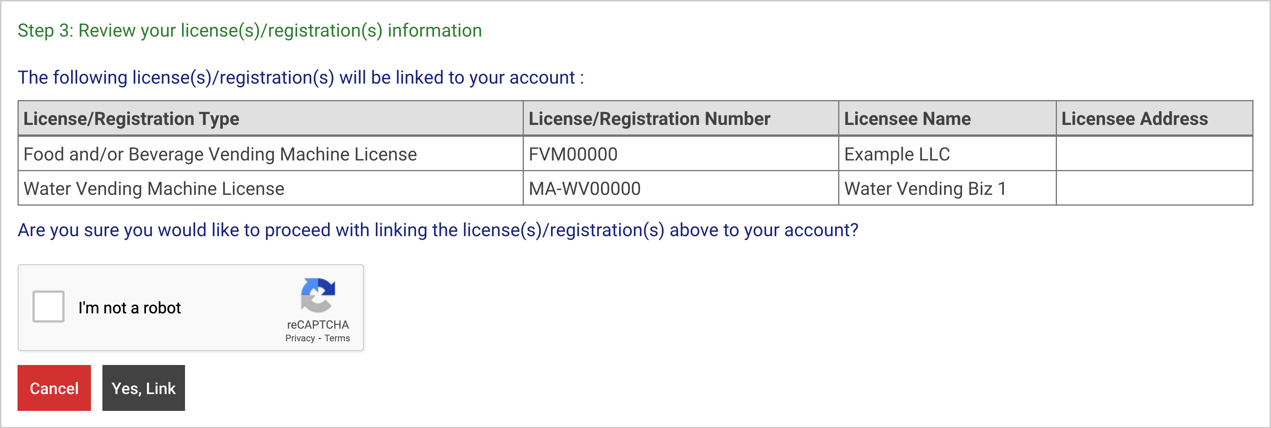 Step 3: Review your license(s)/registration(s) information
The following license(s)/registration(s) will be linked to your account :
License/Registration Type License/Registration Number Licensee Name Licensee Address
Food and/or Beverage Vending Machine License FVM00000 Example LLC
Water Vending Machine License MA-WV00000 Water Vending Biz 1
Are you sure you would like to proceed with linking the license(s)/registration(s) above to your account?
I'm not a robot
reCAPTCHA
Privacy - Terms
Cancel Yes, Link